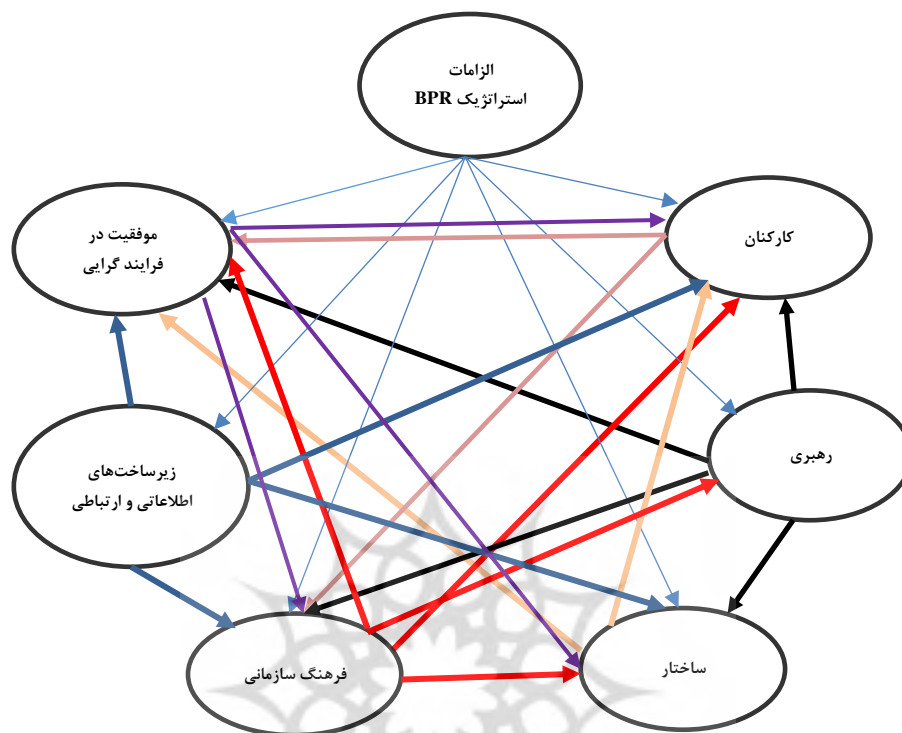 الزامات
استراتژیک BPR
موفقیت در
فرایند گرایی
کارکنان
زیرساخت‌های
اطلاعاتی و ارتباطی
رهبری
فرهنگ سازمانی
ساختار